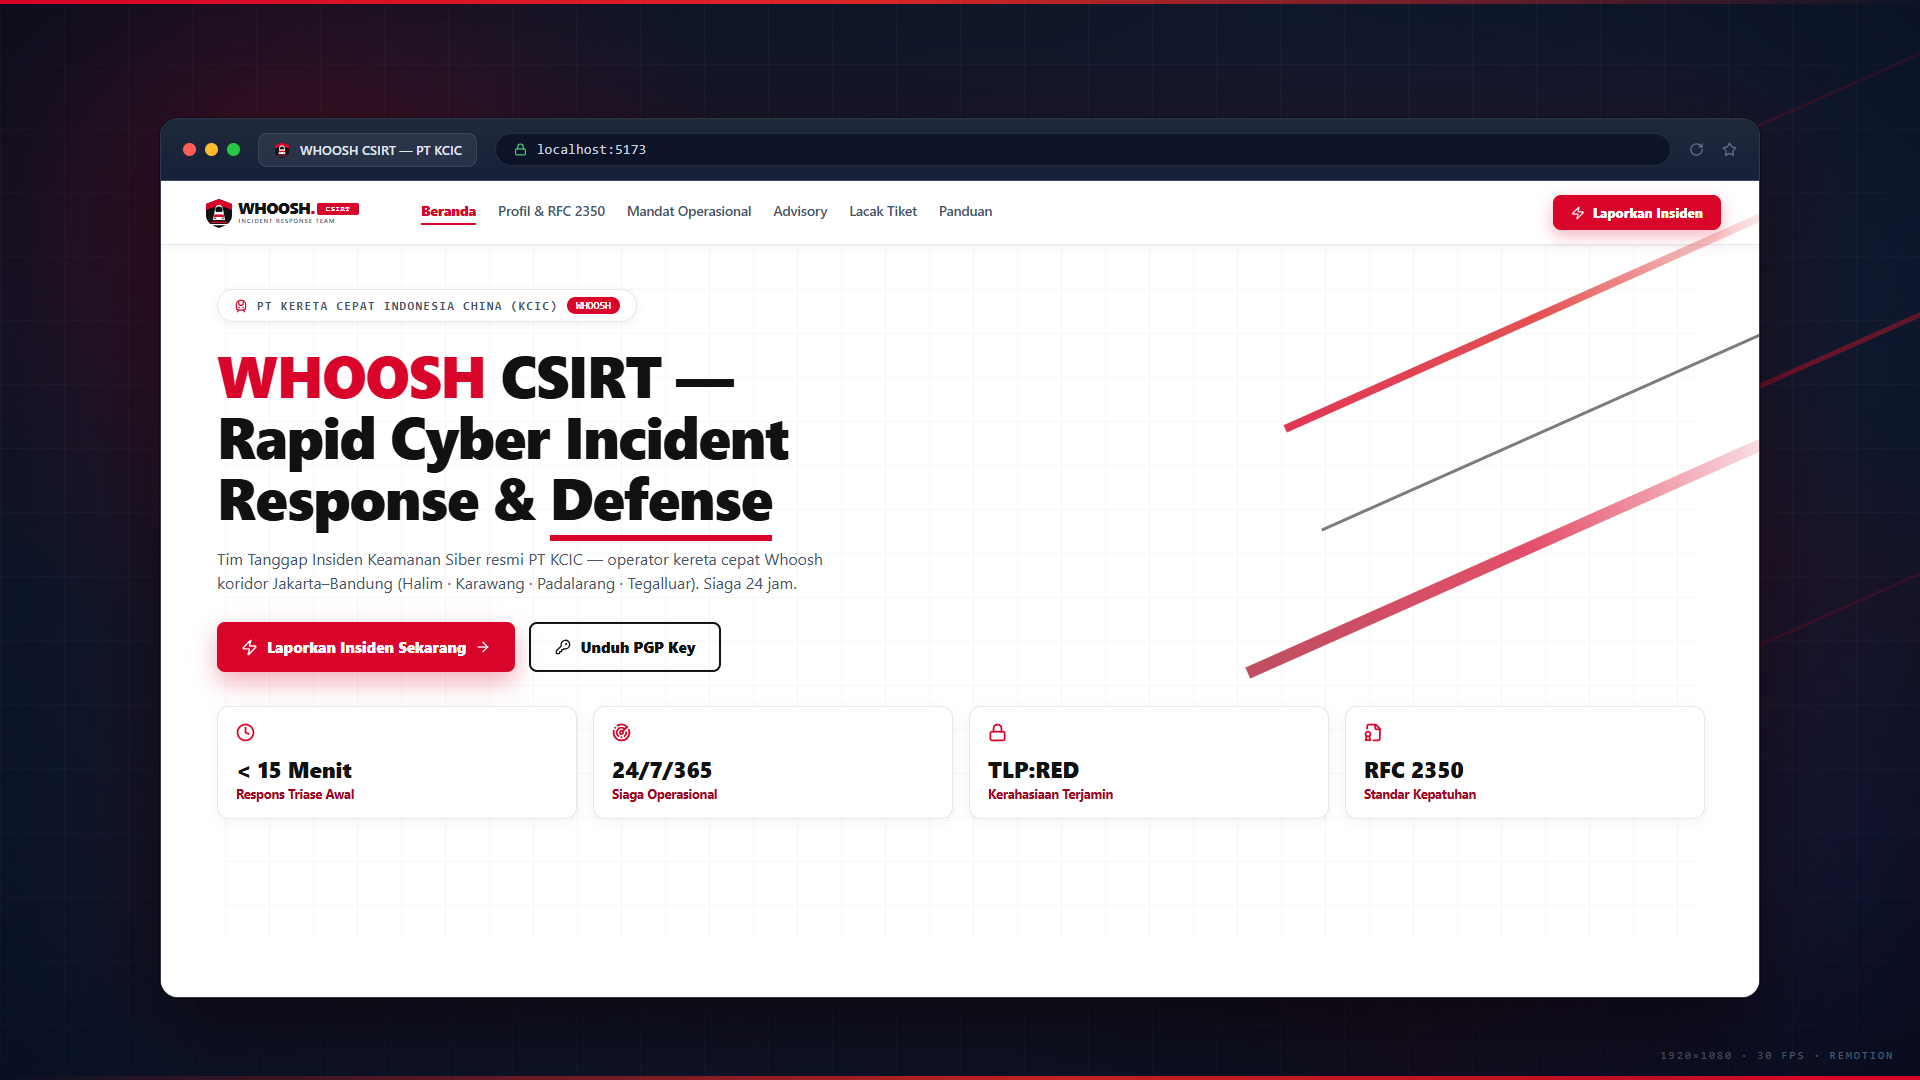 WHOOSH CSIRT — PT KCIC
localhost:5173
WHOOSH. CSIRT
INCIDENT RESPONSE TEAM
Beranda
Profil & RFC 2350
Mandat Operasional
Advisory
Lacak Tiket
Panduan
Laporkan Insiden
PT KERETA CEPAT INDONESIA CHINA (KCIC) WHOOSH
WHOOSH CSIRT —
Rapid Cyber Incident
Response & Defense
Tim Tanggap Insiden Keamanan Siber resmi PT KCIC — operator kereta cepat Whoosh
koridor Jakarta–Bandung (Halim · Karawang · Padalarang · Tegalluar). Siaga 24 jam.
Laporkan Insiden Sekarang →
Unduh PGP Key
< 15 Menit
Respons Triase Awal
24/7/365
Siaga Operasional
TLP:RED
Kerahasiaan Terjamin
RFC 2350
Standar Kepatuhan
1920×1080 · 30 FPS · REMOTION